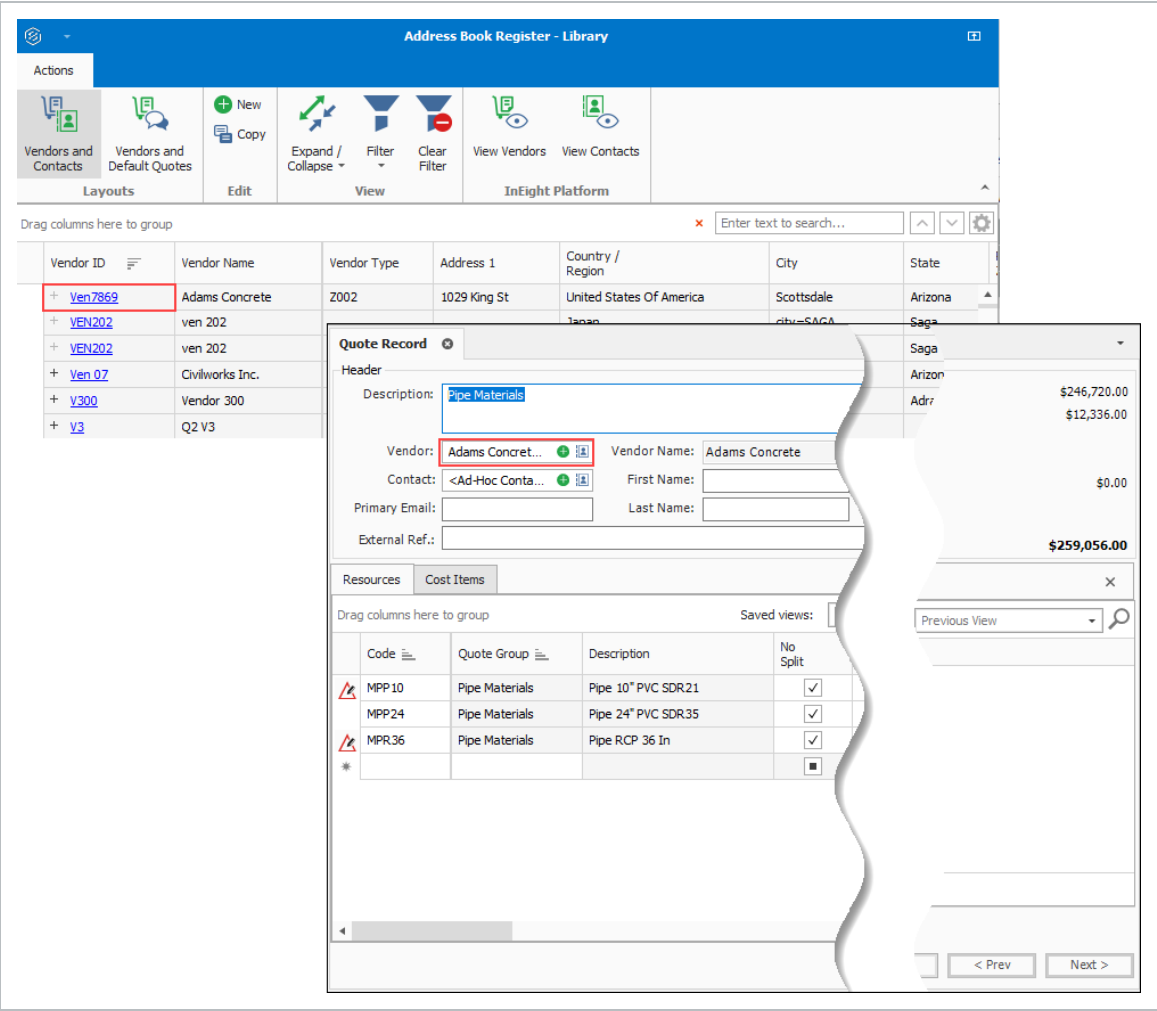 Address Book Register - Library
Actions
Vendors and Contacts
Vendors and Default Quotes
New
Copy
Expand / Collapse
Filter
Clear Filter
View Vendors
View Contacts
Layouts
Edit
View
InEight Platform
Drag columns here to group
Enter text to search...
Vendor ID Vendor Name Vendor Type Address 1 Country / Region City State
Ven7869 Adams Concrete Z002 1029 King St United States Of America Scottsdale Arizona
VEN202 ven 202 Japan city=SAGA Saga
VEN202 ven 202 Saga
Ven 07 Civilworks Inc.
V300 Vendor 300
V3 Q2 V3
Quote Record
Header
Description: Pipe Materials
$246,720.00
$12,336.00
Vendor: Adams Concret... Vendor Name: Adams Concrete
Contact: <Ad-Hoc Conta... First Name:
$0.00
Primary Email: Last Name:
External Ref.:
$259,056.00
Resources Cost Items
Drag columns here to group Saved views: Previous View
Code Quote Group Description No Split
MPP10 Pipe Materials Pipe 10" PVC SDR21
MPP24 Pipe Materials Pipe 24" PVC SDR35
MPR36 Pipe Materials Pipe RCP 36 In
< Prev Next >